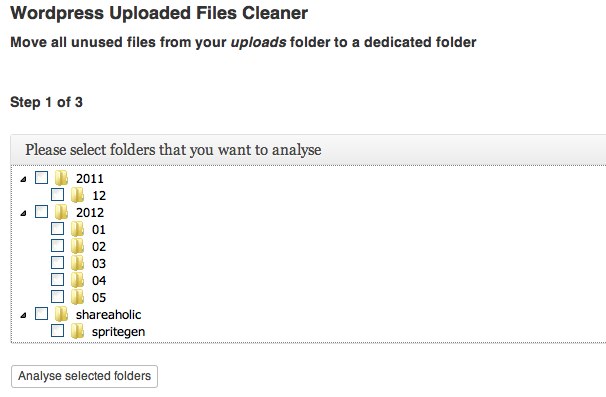 Wordpress Uploaded Files Cleaner
Move all unused files from your uploads folder to a dedicated folder
Step 1 of 3
Please select folders that you want to analyse
2011
12
2012
01
02
03
04
05
shareaholic
spritegen
Analyse selected folders